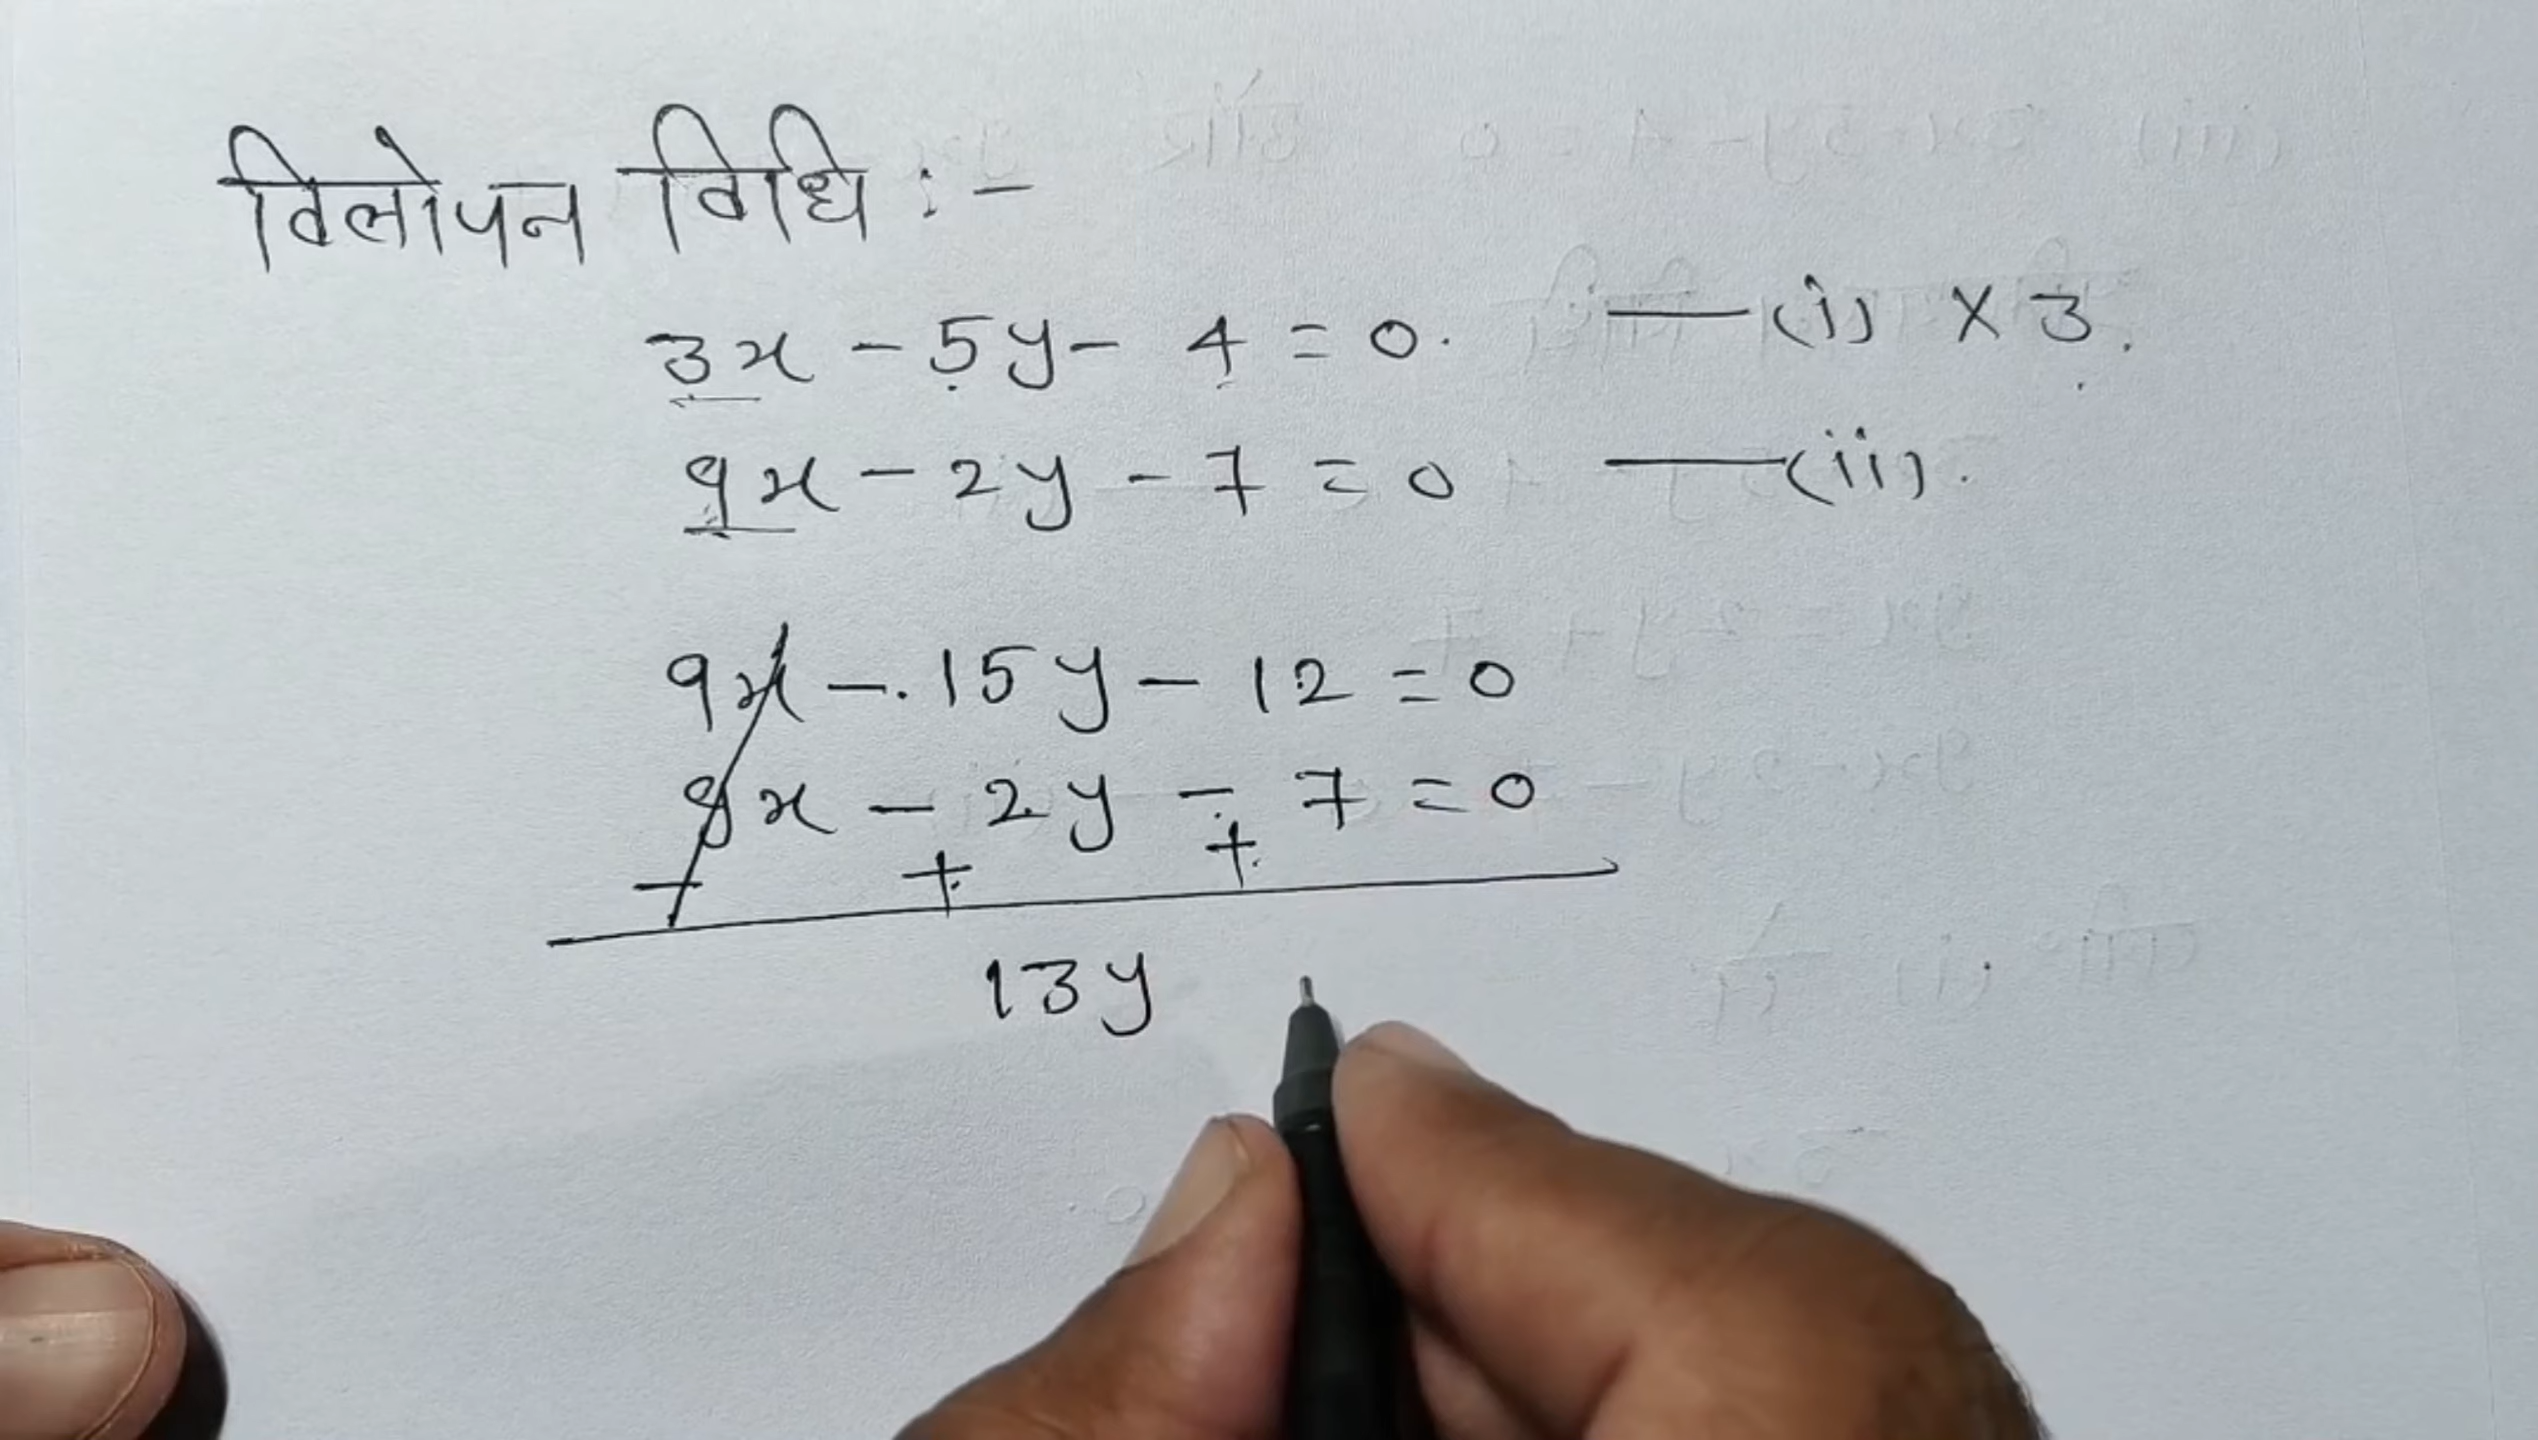 विलोपन विधि :-
3x - 5y - 4 = 0. —(i) × 3.
9x - 2y - 7 = 0 —(ii).
9x - 15y - 12 = 0
9x - 2y - 7 = 0
- + +
13y